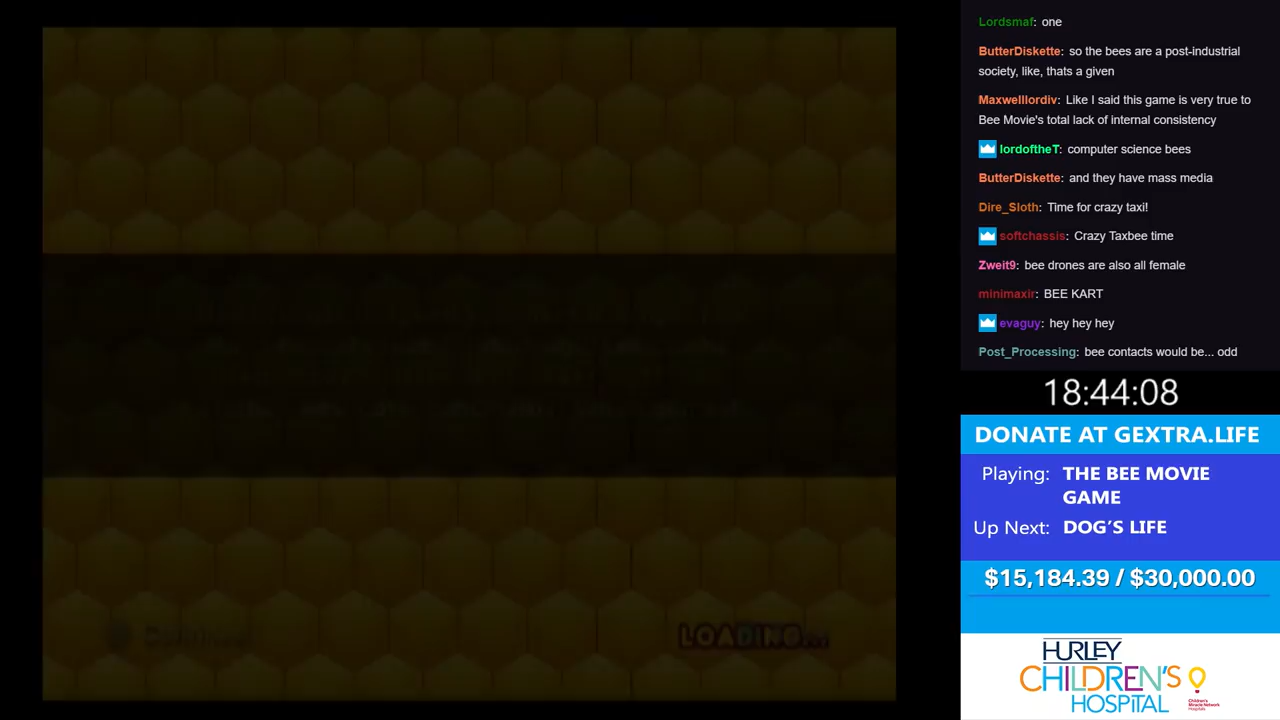 Lordsmaf: one
ButterDiskette: so the bees are a post-industrial
society, like, thats a given
Maxwelllordiv: Like I said this game is very true to
Bee Movie's total lack of internal consistency
lordoftheT: computer science bees
ButterDiskette: and they have mass media
Dire_Sloth: Time for crazy taxi!
softchassis: Crazy Taxbee time
Zweit9: bee drones are also all female
minimaxir: BEE KART
evaguy: hey hey hey
Post_Processing: bee contacts would be... odd
18:44:08
DONATE AT GEXTRA.LIFE
Playing: THE BEE MOVIE
GAME
Up Next: DOG'S LIFE
$15,184.39 / $30,000.00
LOADING...
HURLEY
CHILDREN'S
HOSPITAL
Children's
Miracle Network
Hospitals